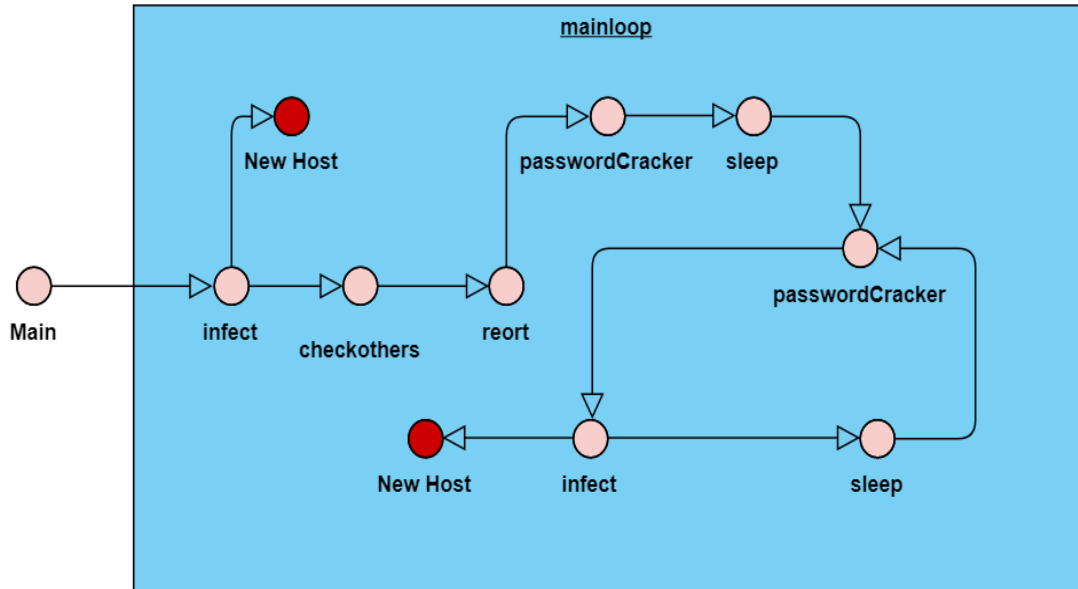 mainloop
New Host
passwordCracker
sleep
Main
infect
checkothers
reort
passwordCracker
New Host
infect
sleep